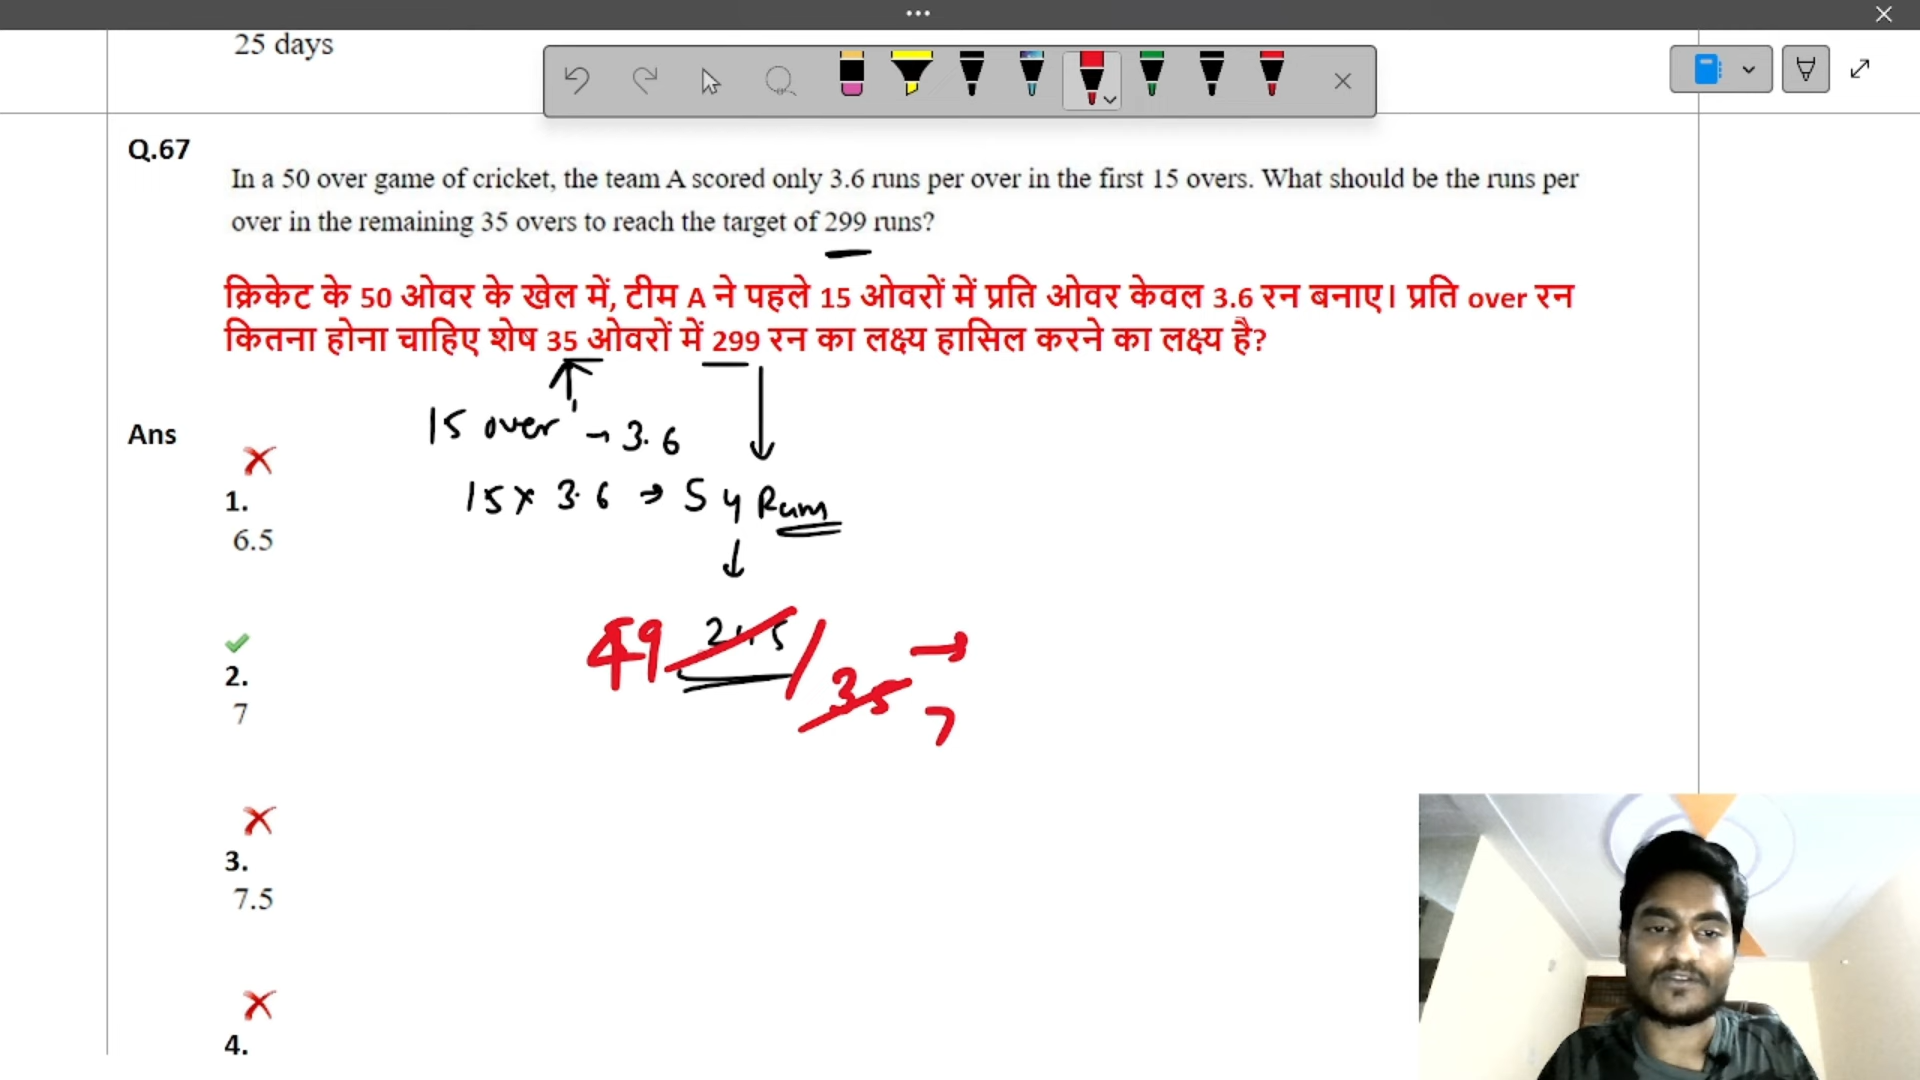 25 days
Q.67
In a 50 over game of cricket, the team A scored only 3.6 runs per over in the first 15 overs. What should be the runs per
over in the remaining 35 overs to reach the target of 299 runs?
क्रिकेट के 50 ओवर के खेल में, टीम A ने पहले 15 ओवरों में प्रति ओवर केवल 3.6 रन बनाए। प्रति over रन
कितना होना चाहिए शेष 35 ओवरों में 299 रन का लक्ष्य हासिल करने का लक्ष्य है?
15 over → 3.6
15 x 3.6 → 54 Run
49 245 / 35 →
7
Ans
1.
6.5
2.
7
3.
7.5
4.